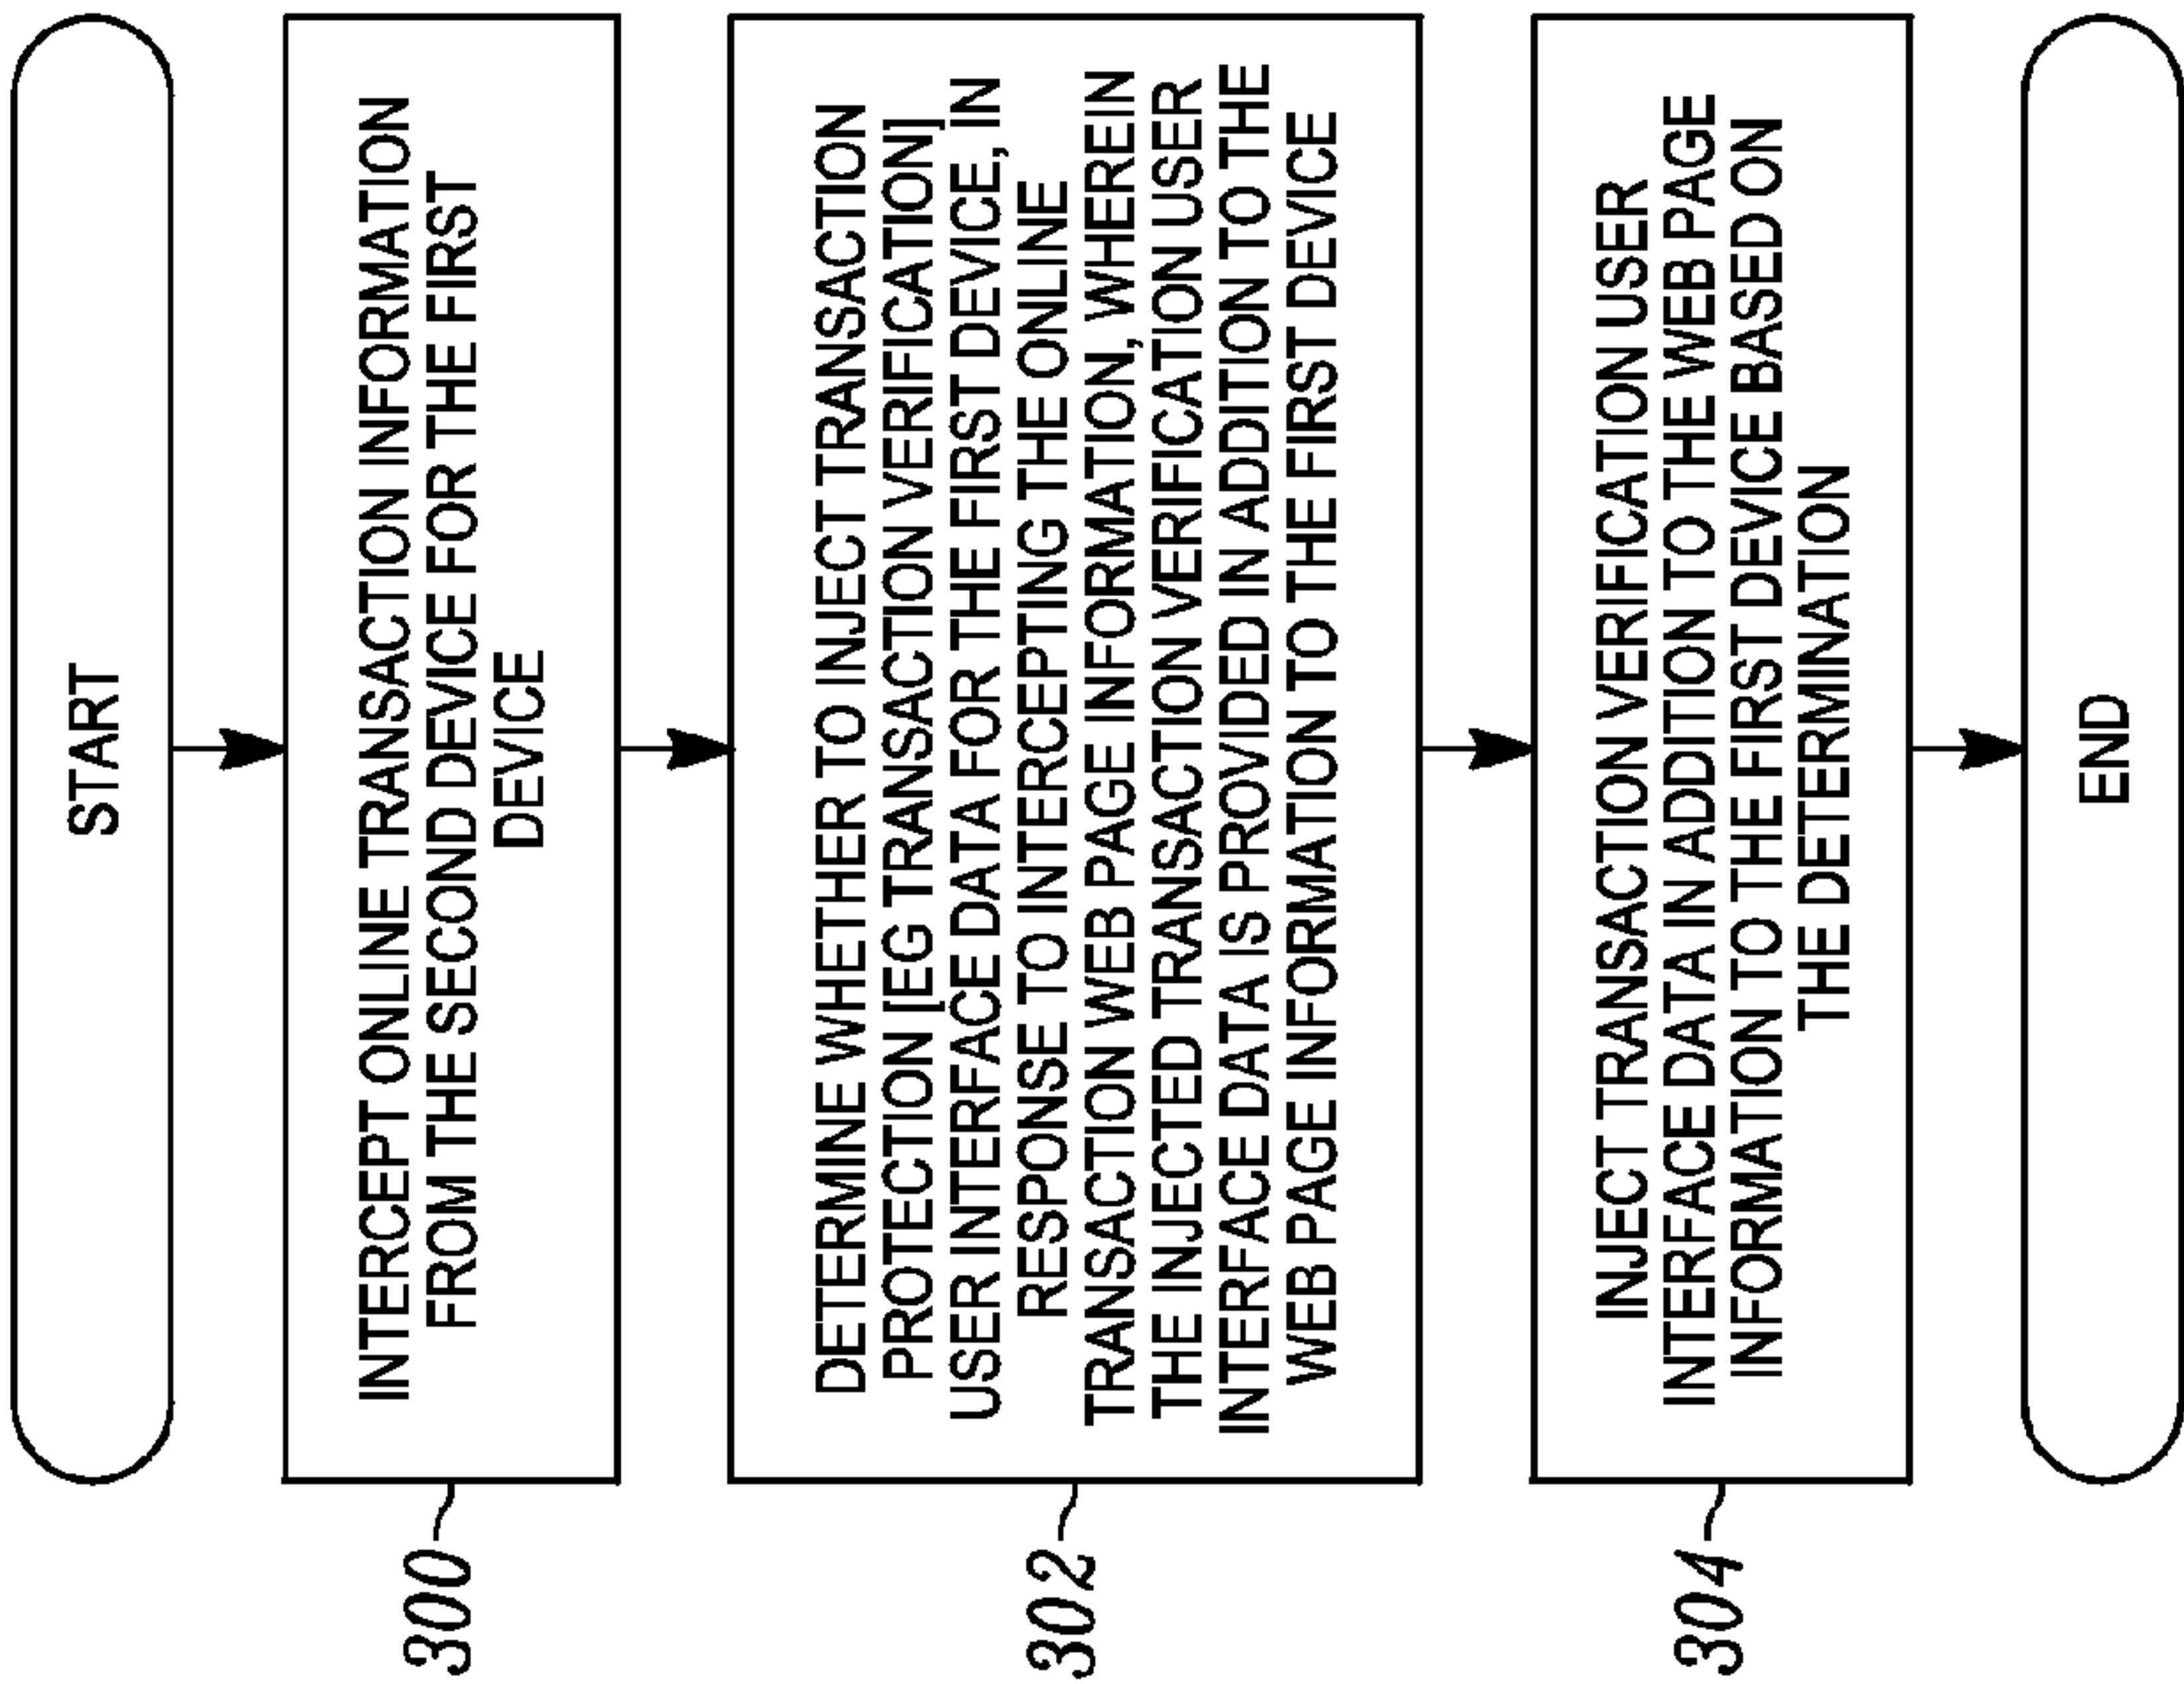 START
INTERCEPT ONLINE TRANSACTION INFORMATION
FROM THE SECOND DEVICE FOR THE FIRST
DEVICE
300
DETERMINE WHETHER TO INJECT TRANSACTION
PROTECTION [EG TRANSACTION VERIFICATION]
USER INTERFACE DATA FOR THE FIRST DEVICE, IN
RESPONSE TO INTERCEPTING THE ONLINE
TRANSACTION WEB PAGE INFORMATION, WHEREIN
THE INJECTED TRANSACTION VERIFICATION USER
INTERFACE DATA IS PROVIDED IN ADDITION TO THE
WEB PAGE INFORMATION TO THE FIRST DEVICE
302
INJECT TRANSACTION VERIFICATION USER
INTERFACE DATA IN ADDITION TO THE WEB PAGE
INFORMATION TO THE FIRST DEVICE BASED ON
THE DETERMINATION
304
END